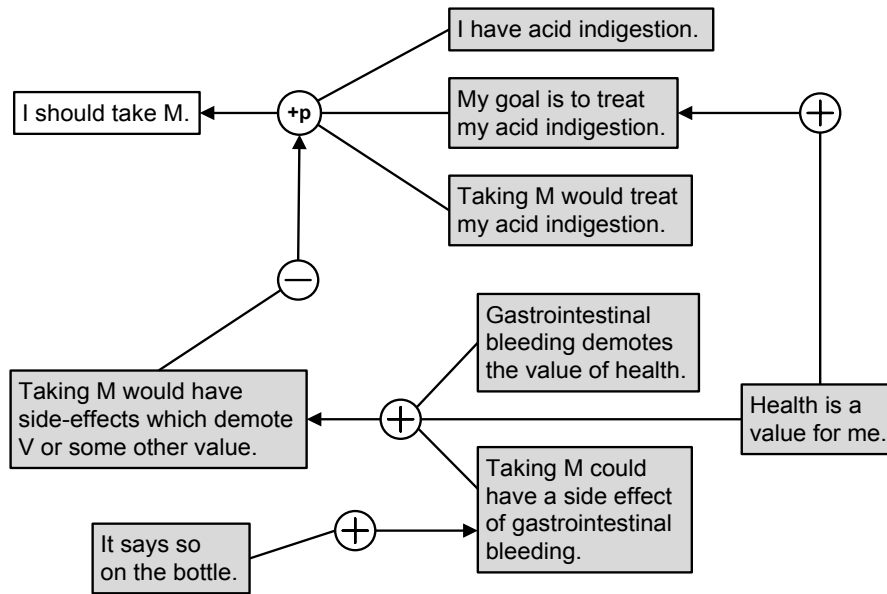 I have acid indigestion.
I should take M.
+p
My goal is to treat
my acid indigestion.
+
Taking M would treat
my acid indigestion.
−
Gastrointestinal
bleeding demotes
the value of health.
Taking M would have
side-effects which demote
V or some other value.
+
Health is a
value for me.
Taking M could
have a side effect
of gastrointestinal
bleeding.
It says so
on the bottle.
+